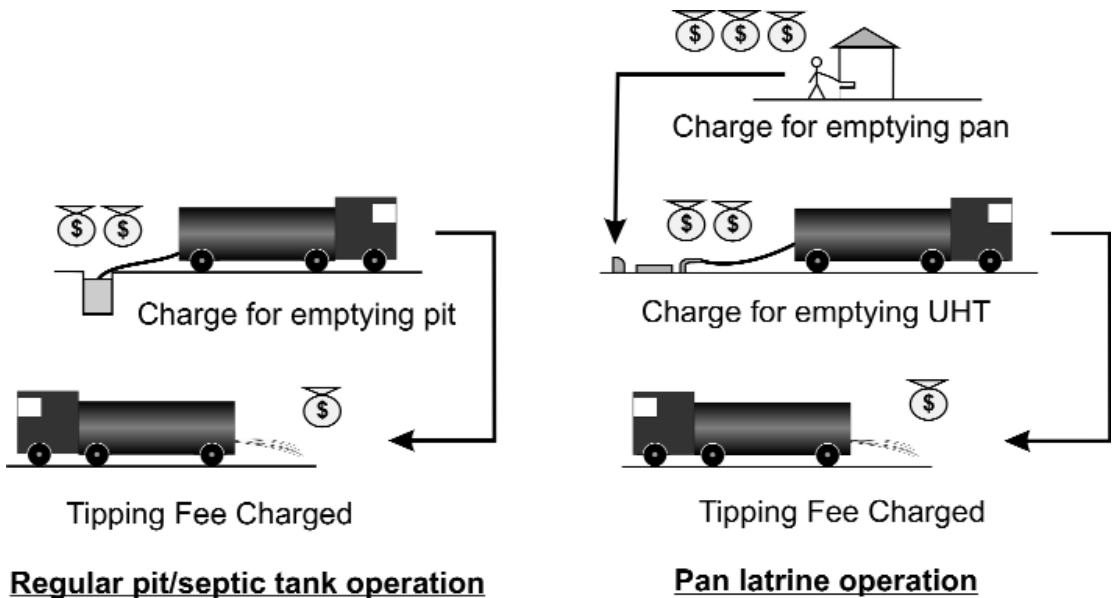 $ $
Charge for emptying pit
$
Tipping Fee Charged
Regular pit/septic tank operation
$ $ $
Charge for emptying pan
$ $
Charge for emptying UHT
$
Tipping Fee Charged
Pan latrine operation